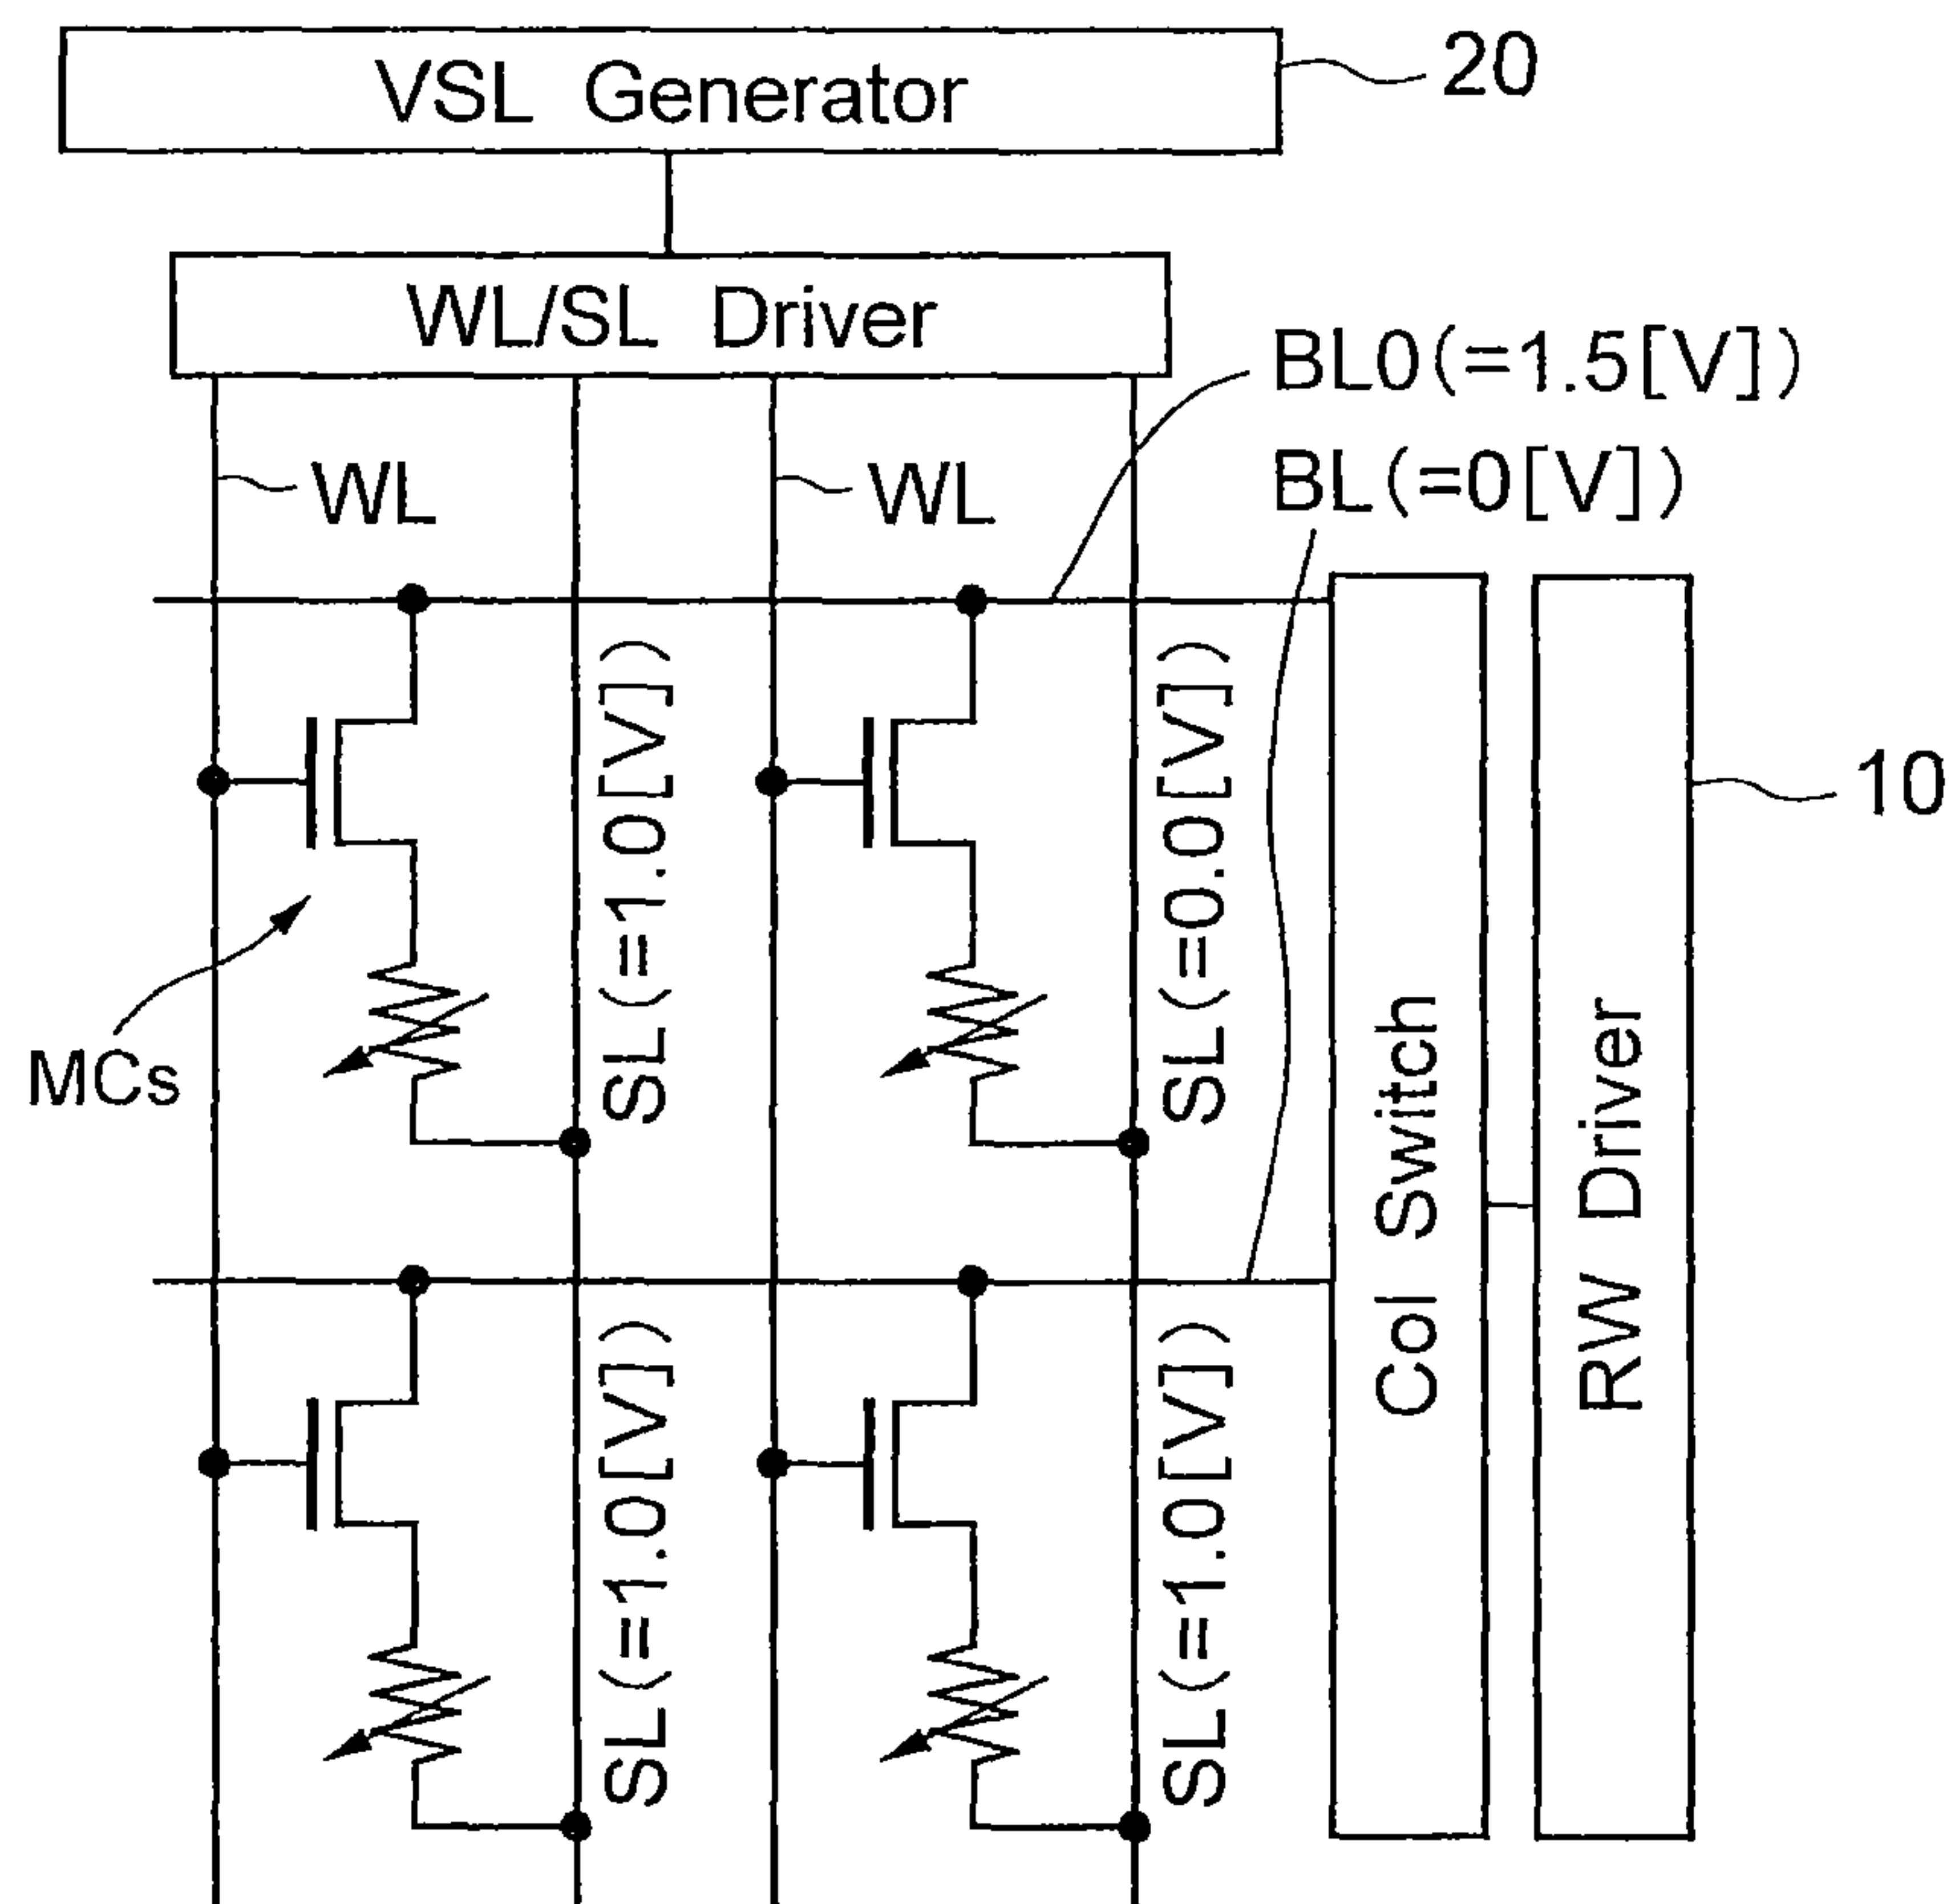 VSL Generator
20
WL/SL Driver
BL0(=1.5[V])
BL(=0[V])
WL
WL
SL(=1.0[V])
SL(=0.0[V])
10
MCs
Col Switch
RW Driver
SL(=1.0[V])
SL(=1.0[V])